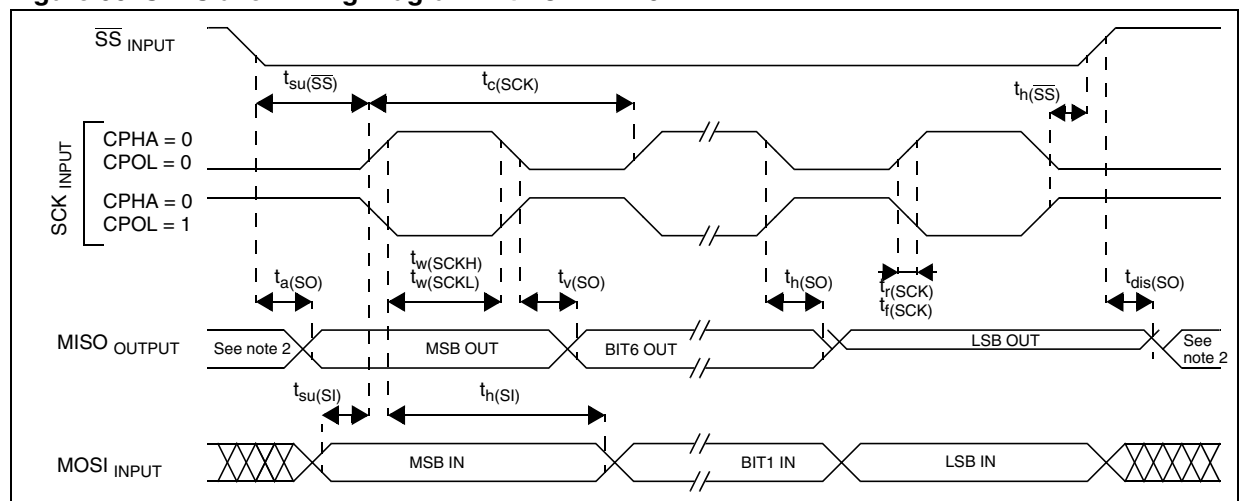 SS INPUT
tsu(SS)
tc(SCK)
th(SS)
SCK INPUT
CPHA = 0
CPOL = 0
CPHA = 0
CPOL = 1
ta(SO)
tw(SCKH)
tw(SCKL)
tv(SO)
th(SO)
tr(SCK)
tf(SCK)
tdis(SO)
MISO OUTPUT
See note 2
MSB OUT
BIT6 OUT
LSB OUT
See
note 2
tsu(SI)
th(SI)
MOSI INPUT
MSB IN
BIT1 IN
LSB IN